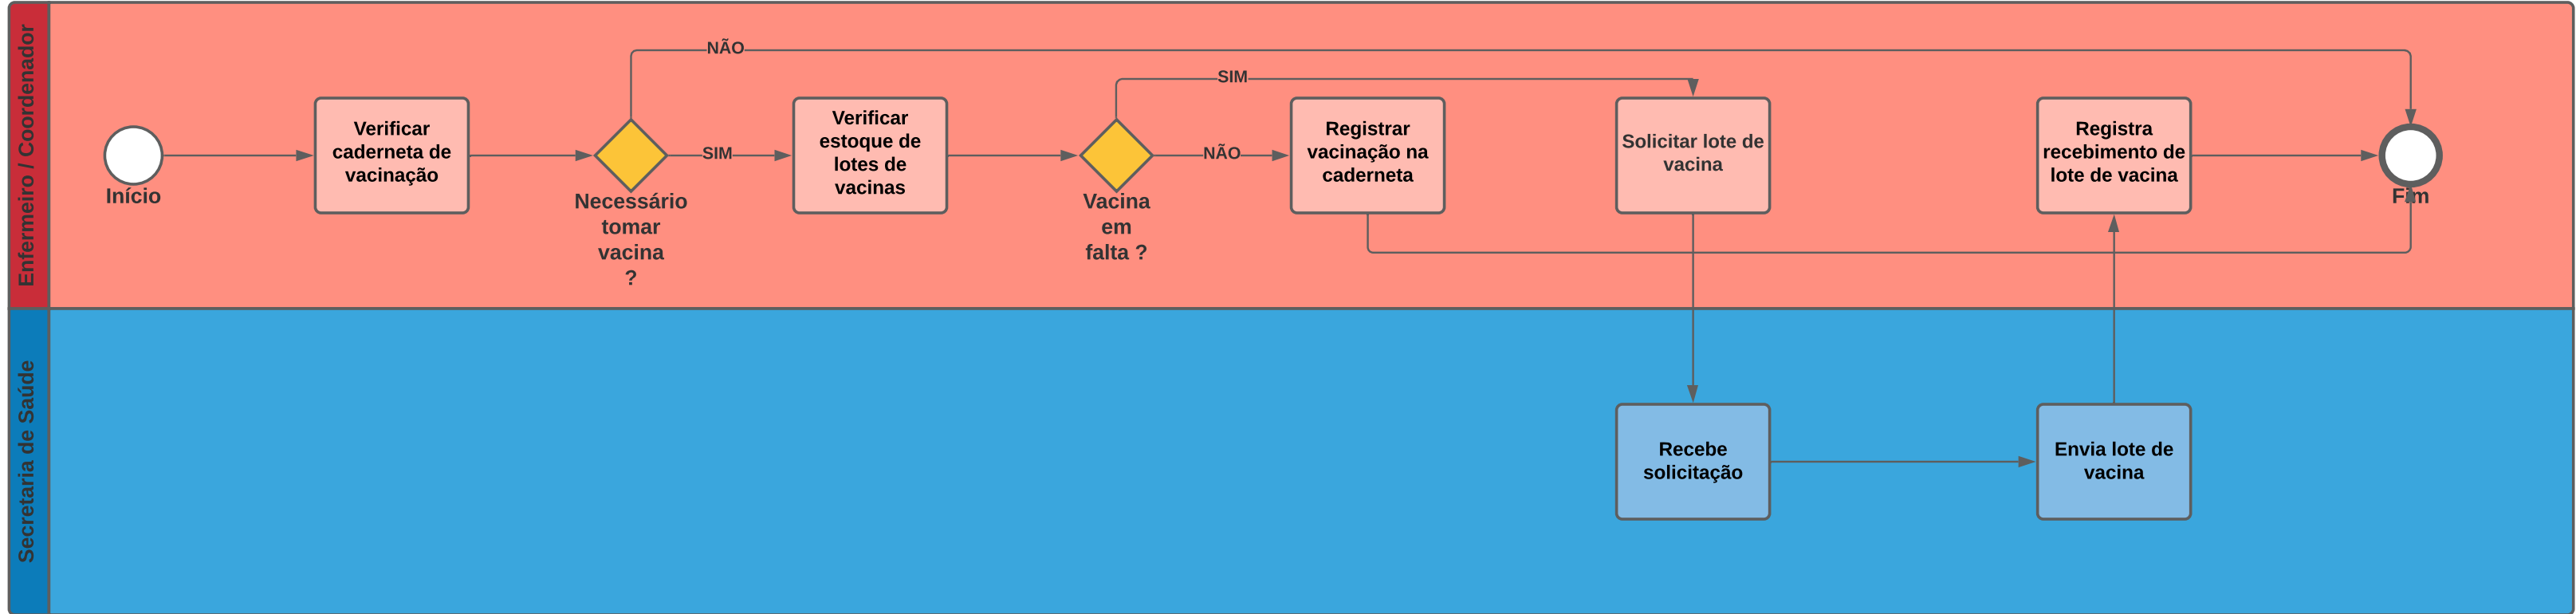 Enfermeiro / Coordenador
NÃO
SIM
Verificar
caderneta de
vacinação
SIM
Verificar
estoque de
lotes de
vacinas
NÃO
Registrar
vacinação na
caderneta
Solicitar lote de
vacina
Registra
recebimento de
lote de vacina
Início
Necessário
tomar
vacina
?
Vacina
em
falta ?
Fim
Secretaria de Saúde
Recebe
solicitação
Envia lote de
vacina